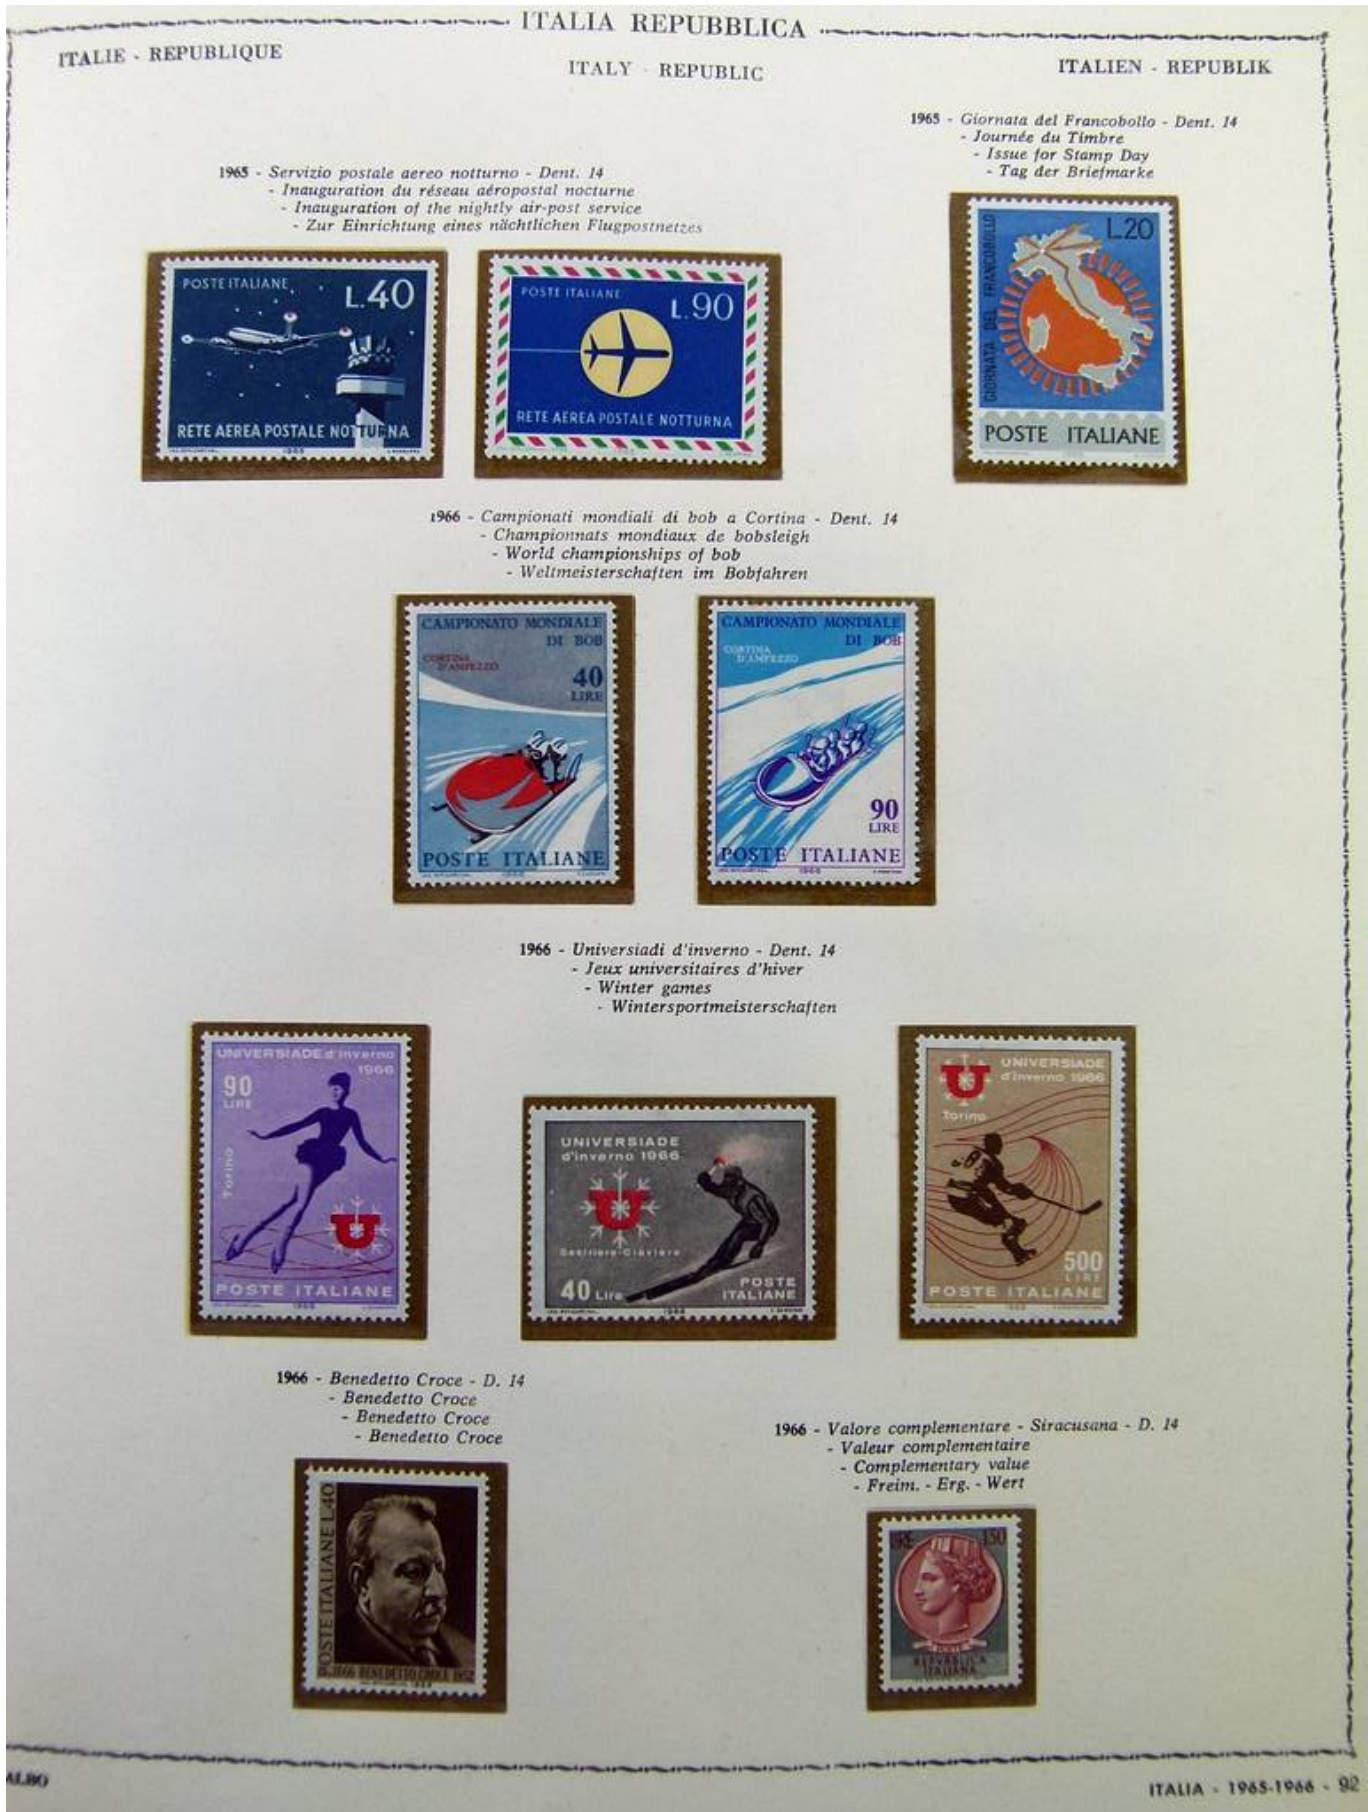 ITALIA REPUBBLICA
ITALIE - REPUBLIQUE
ITALY - REPUBLIC
ITALIEN - REPUBLIK
1965 - Servizio postale aereo notturno - Dent. 14
- Inauguration du réseau aéropostal nocturne
- Inauguration of the nightly air-post service
- Zur Einrichtung eines nächtlichen Flugpostnetzes
1965 - Giornata del Francobollo - Dent. 14
- Journée du Timbre
- Issue for Stamp Day
- Tag der Briefmarke
POSTE ITALIANE
L.40
RETE AEREA POSTALE NOTTURNA
1965
POSTE ITALIANE
L.90
RETE AEREA POSTALE NOTTURNA
L.20
GIORNATA DEL FRANCOBOLLO
POSTE ITALIANE
1966 - Campionati mondiali di bob a Cortina - Dent. 14
- Championnats mondiaux de bobsleigh
- World championships of bob
- Weltmeisterschaften im Bobfahren
CAMPIONATO MONDIALE
DI BOB
CORTINA
D'AMPEZZO
40
LIRE
POSTE ITALIANE
1966
CAMPIONATO MONDIALE
DI BOB
CORTINA
D'AMPEZZO
90
LIRE
POSTE ITALIANE
1966
1966 - Universiadi d'inverno - Dent. 14
- Jeux universitaires d'hiver
- Winter games
- Wintersportmeisterschaften
UNIVERSIADE d'inverno
1966
90
LIRE
Torino
U
POSTE ITALIANE
1966
UNIVERSIADE
d'inverno 1966
U
Sestriere-Claviere
40 Lire
POSTE
ITALIANE
1966
UNIVERSIADE
d'inverno 1966
U
Torino
8
500
LIRE
POSTE ITALIANE
1966
1966 - Benedetto Croce - D. 14
- Benedetto Croce
- Benedetto Croce
- Benedetto Croce
1966 - Valore complementare - Siracusana - D. 14
- Valeur complementaire
- Complementary value
- Freim. - Erg. - Wert
POSTE ITALIANE L.40
1866 BENEDETTO CROCE 1952
LIRE 130
POSTE
REPVBBLICA
ITALIANA
ALBO
ITALIA - 1965-1966 - 92